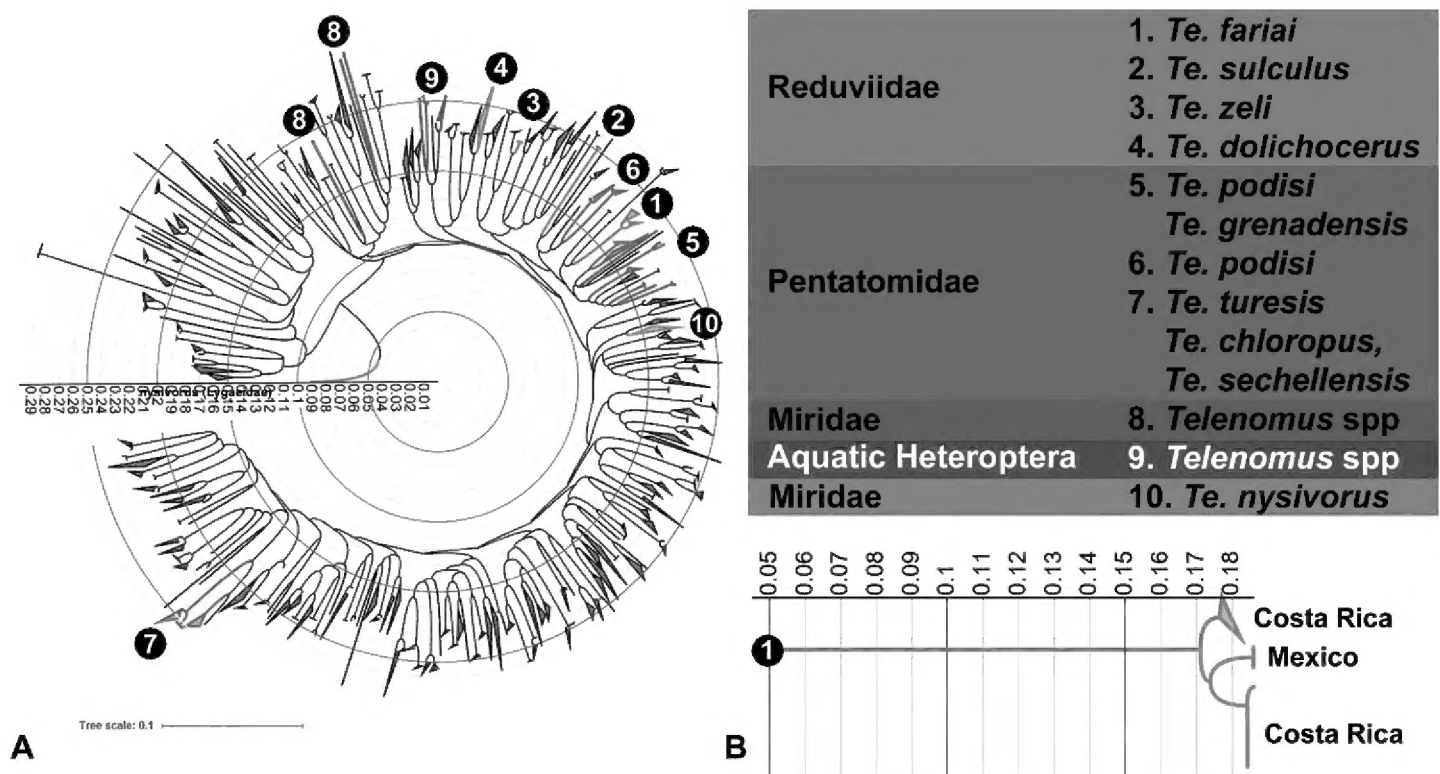 8
9
4
8
3
2
6
1
5
10
nysivorus (Lygaeidae)
0.29 0.28 0.27 0.26 0.25 0.24 0.23 0.22 0.21 0.2 0.19 0.18 0.17 0.16 0.15 0.14 0.13 0.12 0.11 0.1 0.09 0.08 0.07 0.06 0.05 0.04 0.03 0.02 0.01
7
Tree scale: 0.1
A
Reduviidae
1. Te. fariai
2. Te. sulculus
3. Te. zeli
4. Te. dolichocerus
Pentatomidae
5. Te. podisi
Te. grenadensis
6. Te. podisi
7. Te. turesis
Te. chloropus,
Te. sechellensis
Miridae 8. Telenomus spp
Aquatic Heteroptera 9. Telenomus spp
Miridae 10. Te. nysivorus
0.05 0.06 0.07 0.08 0.09 0.1 0.11 0.12 0.13 0.14 0.15 0.16 0.17 0.18
Costa Rica
1
Mexico
Costa Rica
B